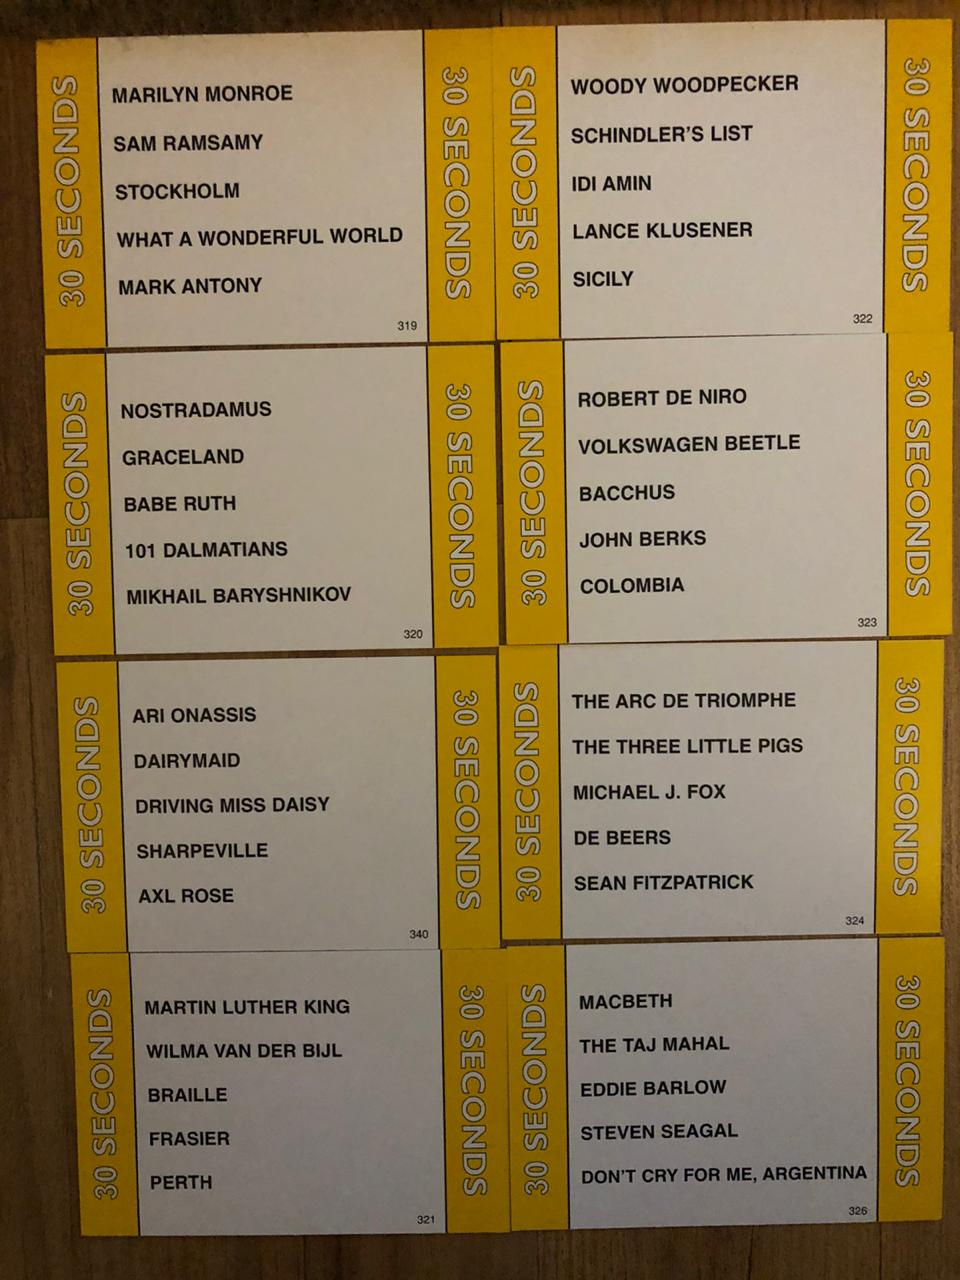 30 SECONDS
MARILYN MONROE
SAM RAMSAMY
STOCKHOLM
WHAT A WONDERFUL WORLD
MARK ANTONY
319
30 SECONDS
30 SECONDS
WOODY WOODPECKER
SCHINDLER'S LIST
IDI AMIN
LANCE KLUSENER
SICILY
322
30 SECONDS
30 SECONDS
NOSTRADAMUS
GRACELAND
BABE RUTH
101 DALMATIANS
MIKHAIL BARYSHNIKOV
320
30 SECONDS
30 SECONDS
ROBERT DE NIRO
VOLKSWAGEN BEETLE
BACCHUS
JOHN BERKS
COLOMBIA
323
30 SECONDS
30 SECONDS
ARI ONASSIS
DAIRYMAID
DRIVING MISS DAISY
SHARPEVILLE
AXL ROSE
340
30 SECONDS
30 SECONDS
THE ARC DE TRIOMPHE
THE THREE LITTLE PIGS
MICHAEL J. FOX
DE BEERS
SEAN FITZPATRICK
324
30 SECONDS
30 SECONDS
MARTIN LUTHER KING
WILMA VAN DER BIJL
BRAILLE
FRASIER
PERTH
321
30 SECONDS
30 SECONDS
MACBETH
THE TAJ MAHAL
EDDIE BARLOW
STEVEN SEAGAL
DON'T CRY FOR ME, ARGENTINA
326
30 SECONDS